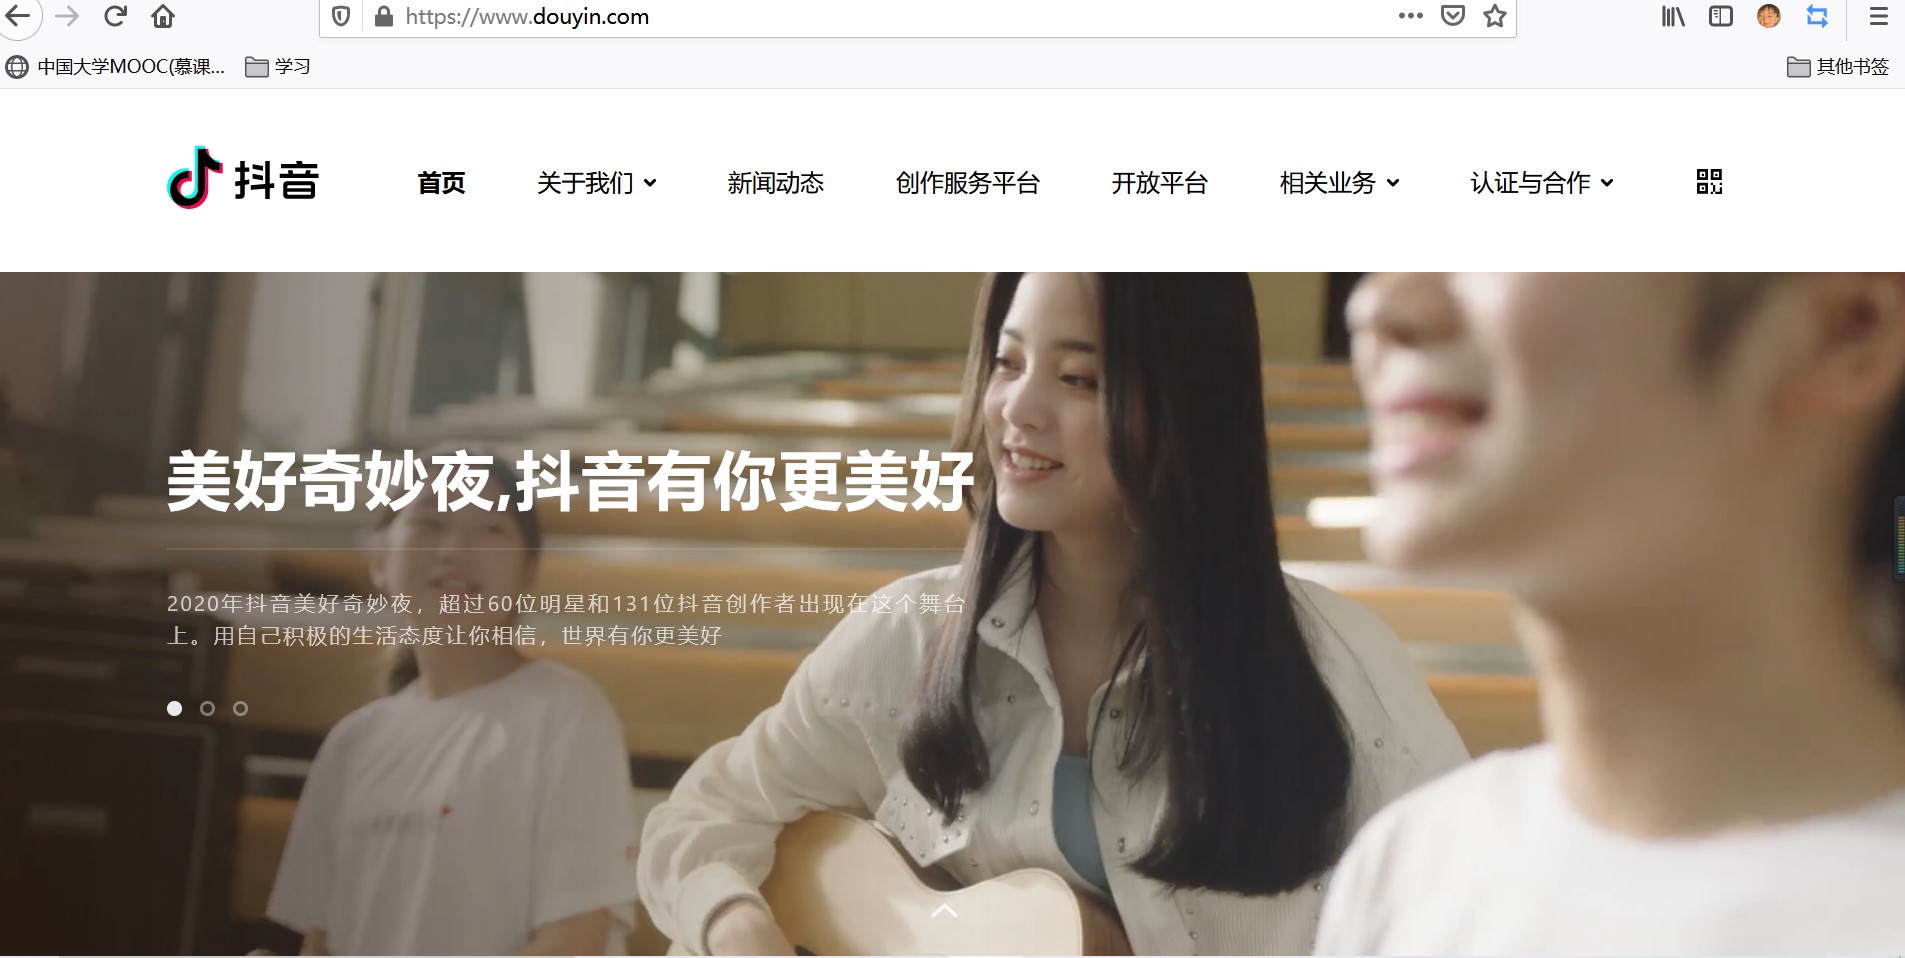 https://www.douyin.com
中国大学MOOC(慕课...
学习
其他书签
抖音
首页
关于我们
新闻动态
创作服务平台
开放平台
相关业务
认证与合作
美好奇妙夜,抖音有你更美好
2020年抖音美好奇妙夜，超过60位明星和131位抖音创作者出现在这个舞台
上。用自己积极的生活态度让你相信，世界有你更美好